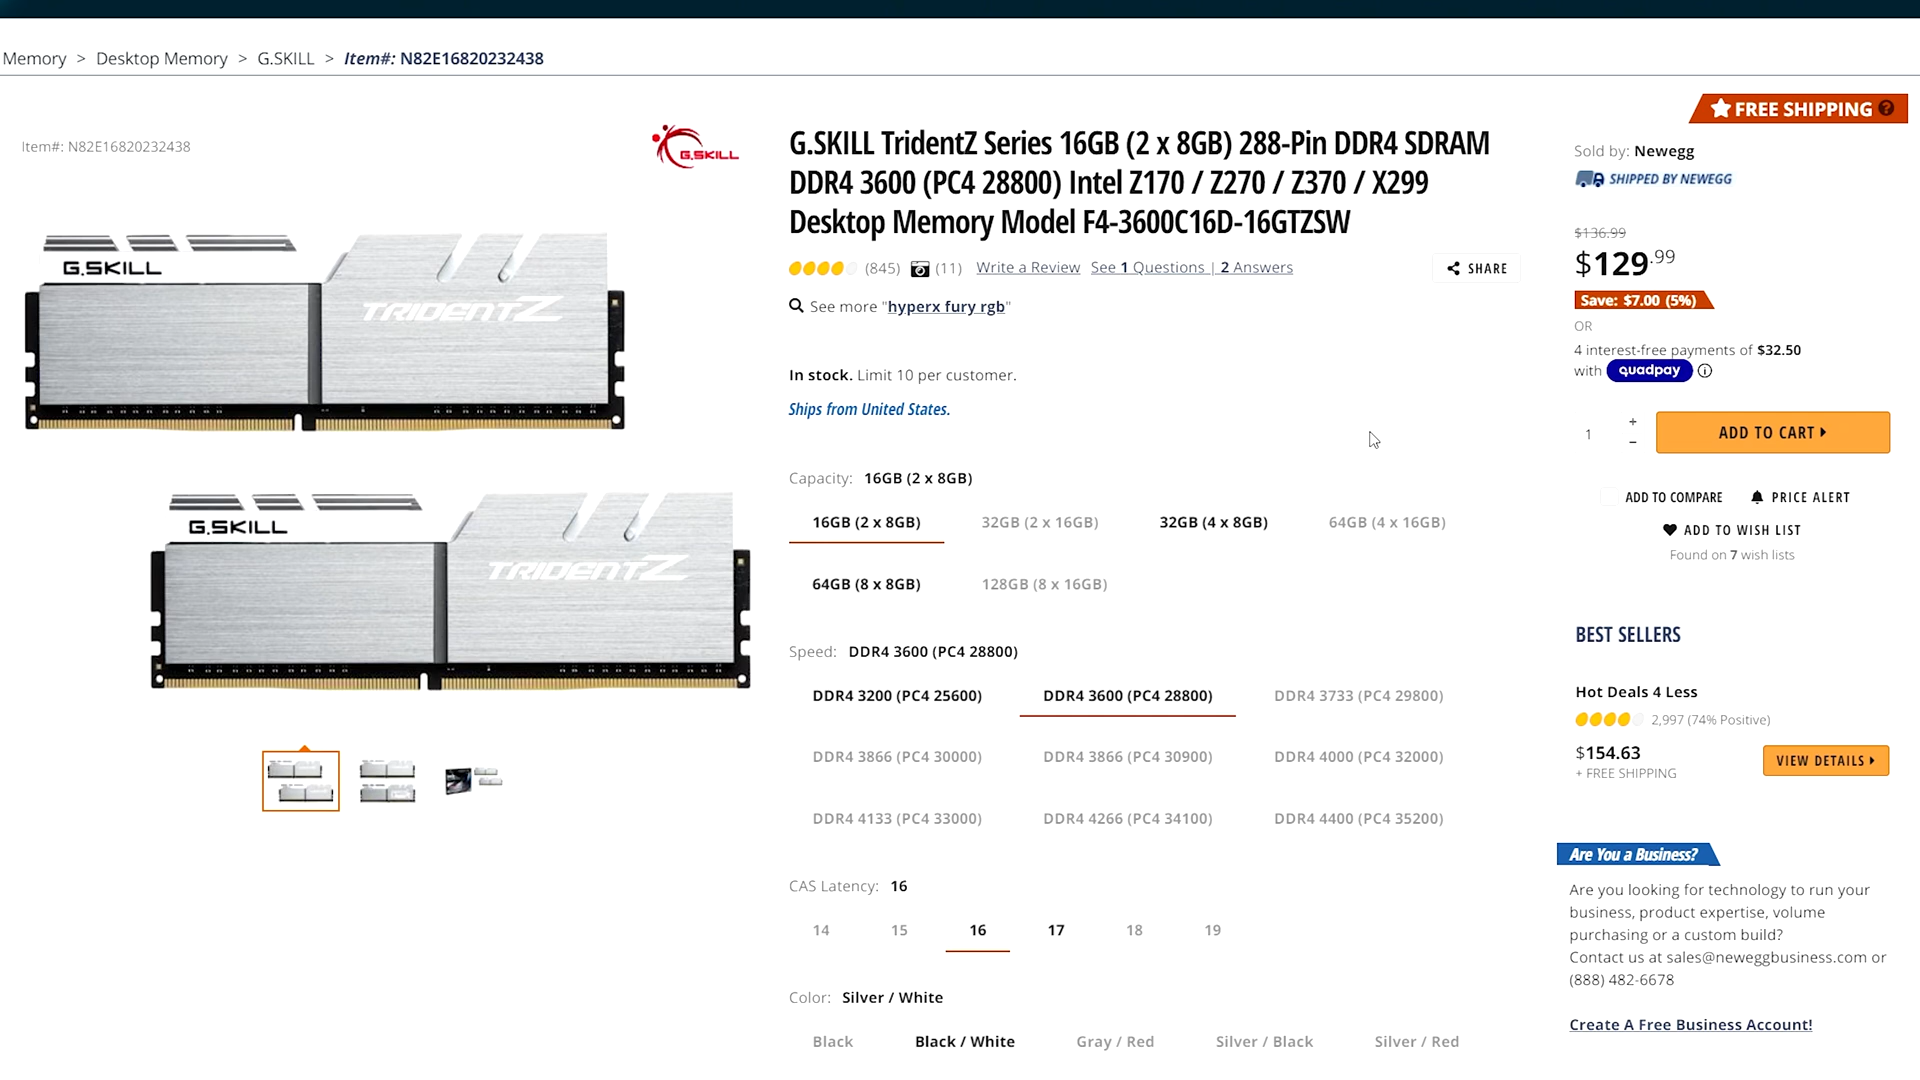 Memory > Desktop Memory > G.SKILL > Item#: N82E16820232438
FREE SHIPPING ?
Item#: N82E16820232438
G.SKILL
G.SKILL TridentZ Series 16GB (2 x 8GB) 288-Pin DDR4 SDRAM
DDR4 3600 (PC4 28800) Intel Z170 / Z270 / Z370 / X299
Desktop Memory Model F4-3600C16D-16GTZSW
(845) (11) Write a Review See 1 Questions | 2 Answers
SHARE
See more "hyperx fury rgb"
In stock. Limit 10 per customer.
Ships from United States.
G.SKILL
TRIDENTZ
G.SKILL
TRIDENTZ
Capacity: 16GB (2 x 8GB)
16GB (2 x 8GB) 32GB (2 x 16GB) 32GB (4 x 8GB) 64GB (4 x 16GB)
64GB (8 x 8GB) 128GB (8 x 16GB)
Speed: DDR4 3600 (PC4 28800)
DDR4 3200 (PC4 25600) DDR4 3600 (PC4 28800) DDR4 3733 (PC4 29800)
DDR4 3866 (PC4 30000) DDR4 3866 (PC4 30900) DDR4 4000 (PC4 32000)
DDR4 4133 (PC4 33000) DDR4 4266 (PC4 34100) DDR4 4400 (PC4 35200)
CAS Latency: 16
14 15 16 17 18 19
Color: Silver / White
Black Black / White Gray / Red Silver / Black Silver / Red
Sold by: Newegg
SHIPPED BY NEWEGG
$136.99
$129.99
Save: $7.00 (5%)
OR
4 interest-free payments of $32.50
with quadpay
1 + −
ADD TO CART
ADD TO COMPARE PRICE ALERT
ADD TO WISH LIST
Found on 7 wish lists
BEST SELLERS
Hot Deals 4 Less
2,997 (74% Positive)
$154.63
+ FREE SHIPPING
VIEW DETAILS
Are You a Business?
Are you looking for technology to run your
business, product expertise, volume
purchasing or a custom build?
Contact us at sales@neweggbusiness.com or
(888) 482-6678
Create A Free Business Account!